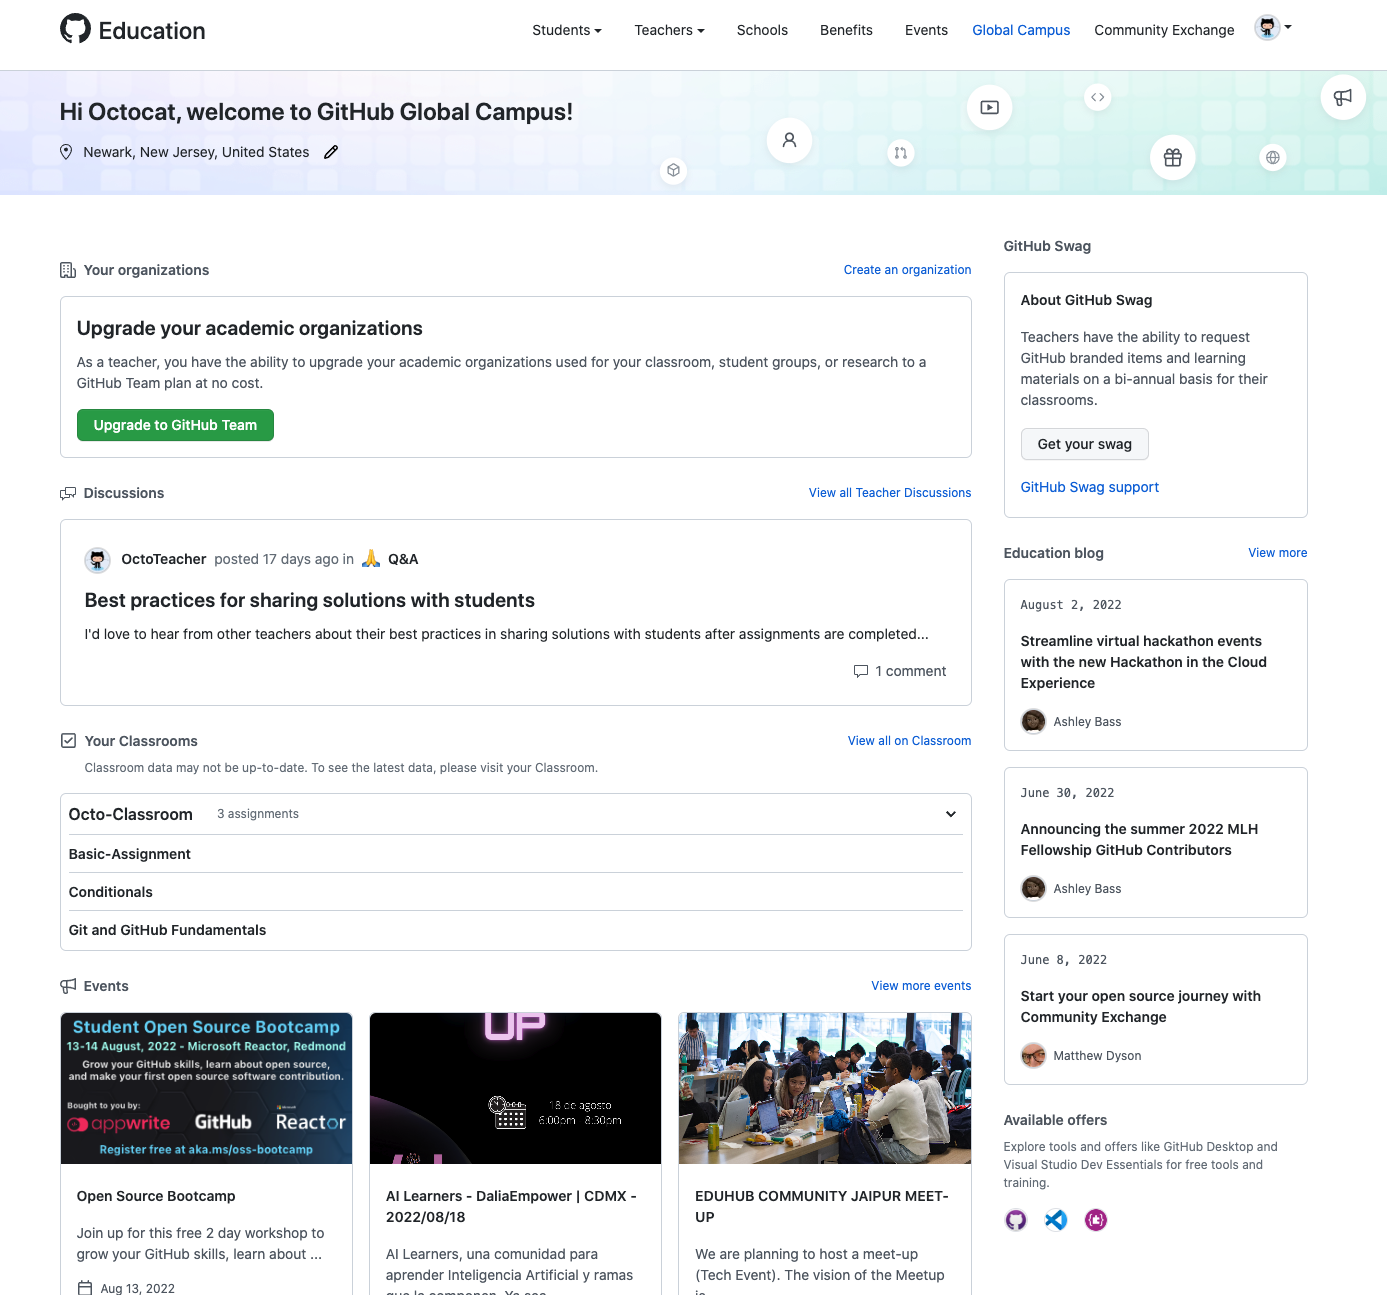 Education
Students
Teachers
Schools
Benefits
Events
Global Campus
Community Exchange
Hi Octocat, welcome to GitHub Global Campus!
Newark, New Jersey, United States
Your organizations
Create an organization
Upgrade your academic organizations
As a teacher, you have the ability to upgrade your academic organizations used for your classroom, student groups, or research to a
GitHub Team plan at no cost.
Upgrade to GitHub Team
Discussions
View all Teacher Discussions
OctoTeacher posted 17 days ago in 🙏 Q&A
Best practices for sharing solutions with students
I'd love to hear from other teachers about their best practices in sharing solutions with students after assignments are completed...
1 comment
Your Classrooms
View all on Classroom
Classroom data may not be up-to-date. To see the latest data, please visit your Classroom.
Octo-Classroom
3 assignments
Basic-Assignment
Conditionals
Git and GitHub Fundamentals
Events
View more events
Student Open Source Bootcamp
13-14 August, 2022 - Microsoft Reactor, Redmond
Grow your GitHub skills, learn about open source,
and make your first open source software contribution.
Brought to you by:
appwrite
GitHub
Microsoft
Reactor
Register free at aka.ms/oss-bootcamp
Open Source Bootcamp
Join up for this free 2 day workshop to
grow your GitHub skills, learn about ...
Aug 13, 2022
UP
18 de agosto
6:00pm 8:30pm
AI Learners - DaliaEmpower | CDMX -
2022/08/18
AI Learners, una comunidad para
aprender Inteligencia Artificial y ramas
EDUHUB COMMUNITY JAIPUR MEET-
UP
We are planning to host a meet-up
(Tech Event). The vision of the Meetup
GitHub Swag
About GitHub Swag
Teachers have the ability to request
GitHub branded items and learning
materials on a bi-annual basis for their
classrooms.
Get your swag
GitHub Swag support
Education blog
View more
August 2, 2022
Streamline virtual hackathon events
with the new Hackathon in the Cloud
Experience
Ashley Bass
June 30, 2022
Announcing the summer 2022 MLH
Fellowship GitHub Contributors
Ashley Bass
June 8, 2022
Start your open source journey with
Community Exchange
Matthew Dyson
Available offers
Explore tools and offers like GitHub Desktop and
Visual Studio Dev Essentials for free tools and
training.